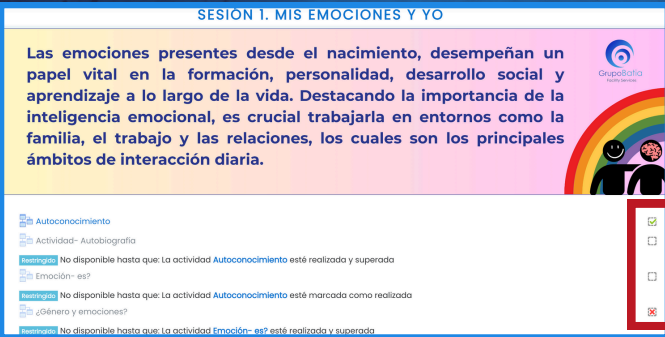 SESIÓN 1. MIS EMOCIONES Y YO
Las emociones presentes desde el nacimiento, desempeñan un
papel vital en la formación, personalidad, desarrollo social y
aprendizaje a lo largo de la vida. Destacando la importancia de la
inteligencia emocional, es crucial trabajarla en entornos como la
familia, el trabajo y las relaciones, los cuales son los principales
ámbitos de interacción diaria.
GrupoBatia
Facility Services
Autoconocimiento
Actividad- Autobiografía
Restringido No disponible hasta que: La actividad Autoconocimiento esté realizada y superada
Emoción- es?
Restringido No disponible hasta que: La actividad Autoconocimiento esté marcada como realizada
¿Género y emociones?
Restringido No disponible hasta que: La actividad Emoción- es? esté realizada y superada